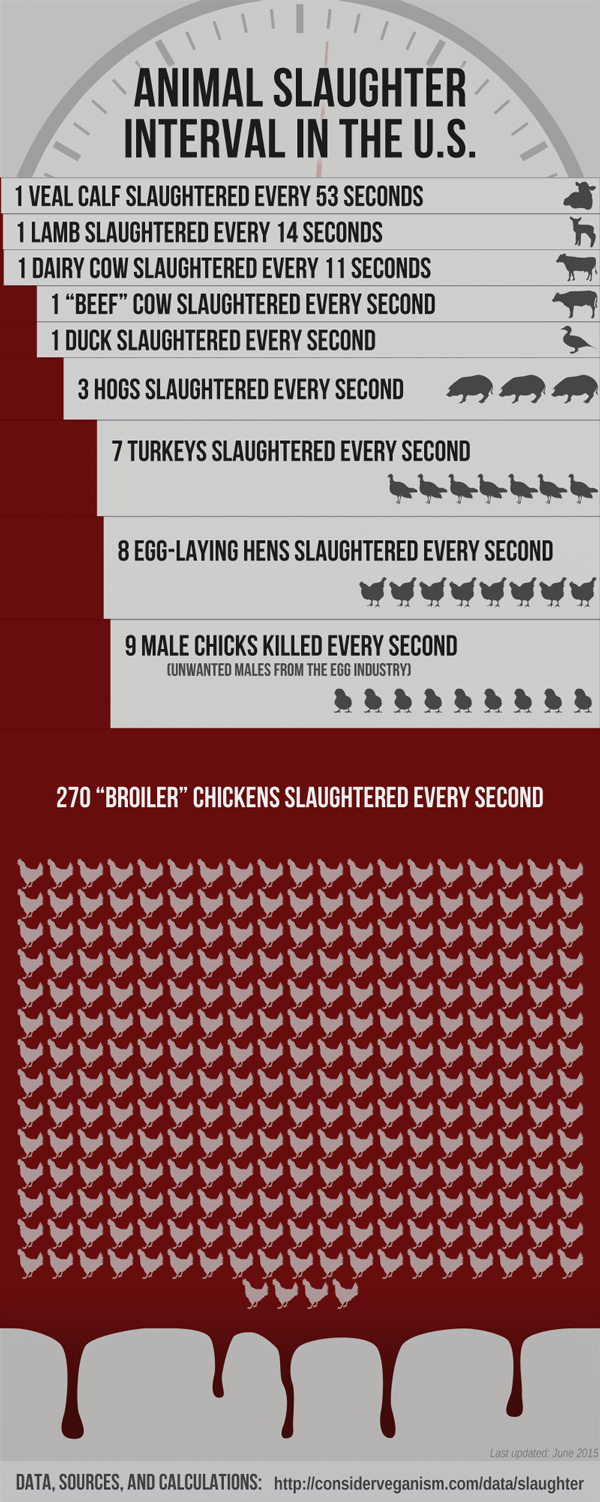 ANIMAL SLAUGHTER
INTERVAL IN THE U.S.
1 VEAL CALF SLAUGHTERED EVERY 53 SECONDS
1 LAMB SLAUGHTERED EVERY 14 SECONDS
1 DAIRY COW SLAUGHTERED EVERY 11 SECONDS
1 “BEEF” COW SLAUGHTERED EVERY SECOND
1 DUCK SLAUGHTERED EVERY SECOND
3 HOGS SLAUGHTERED EVERY SECOND
7 TURKEYS SLAUGHTERED EVERY SECOND
8 EGG-LAYING HENS SLAUGHTERED EVERY SECOND
9 MALE CHICKS KILLED EVERY SECOND
(UNWANTED MALES FROM THE EGG INDUSTRY)
270 “BROILER” CHICKENS SLAUGHTERED EVERY SECOND
Last updated: June 2015
DATA, SOURCES, AND CALCULATIONS: http://considerveganism.com/data/slaughter